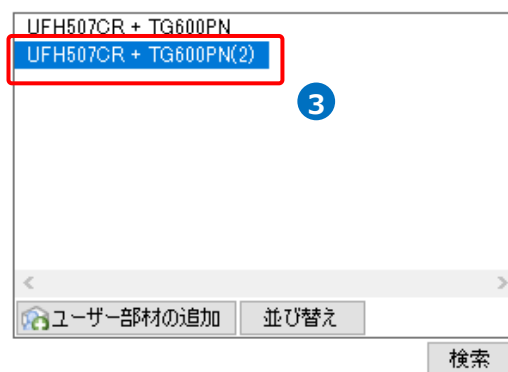 UFH507CR + TG600PN
UFH507CR + TG600PN(2)
3
ユーザー部材の追加 並び替え
検索